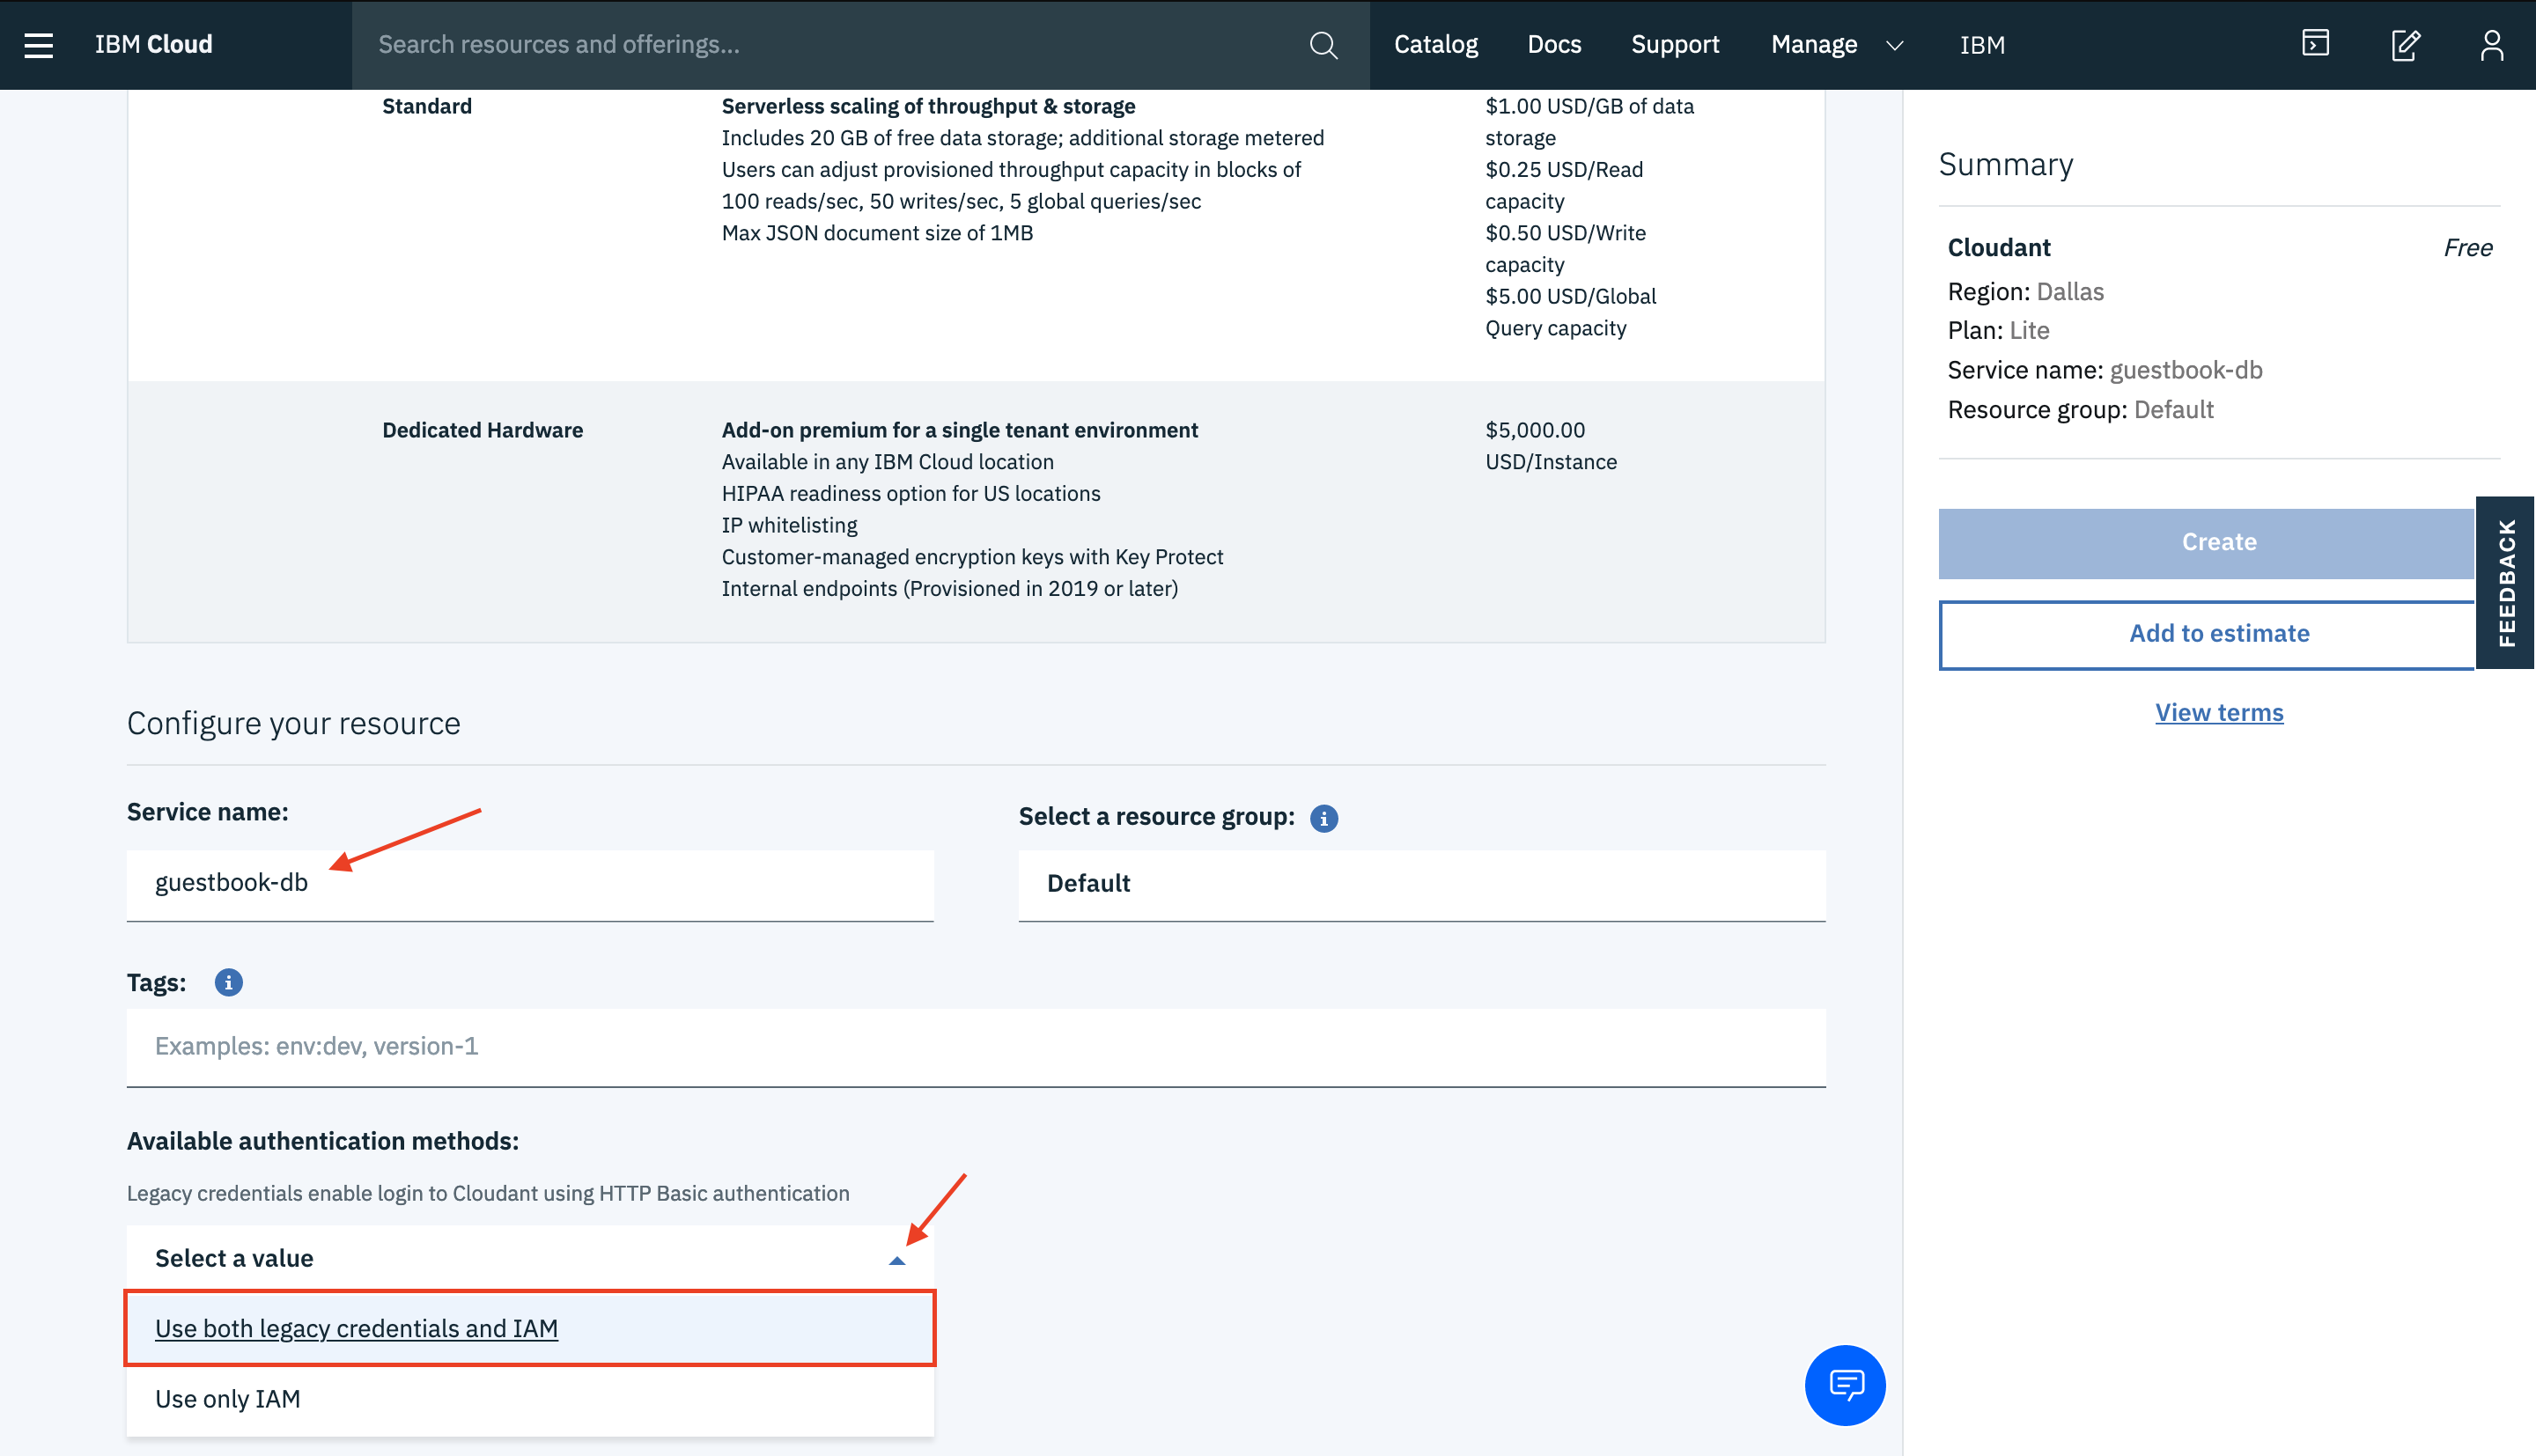 IBM Cloud
Search resources and offerings...
Catalog
Docs
Support
Manage
IBM
Standard
Serverless scaling of throughput & storage
Includes 20 GB of free data storage; additional storage metered
Users can adjust provisioned throughput capacity in blocks of
100 reads/sec, 50 writes/sec, 5 global queries/sec
Max JSON document size of 1MB
$1.00 USD/GB of data
storage
$0.25 USD/Read
capacity
$0.50 USD/Write
capacity
$5.00 USD/Global
Query capacity
Dedicated Hardware
Add-on premium for a single tenant environment
Available in any IBM Cloud location
HIPAA readiness option for US locations
IP whitelisting
Customer-managed encryption keys with Key Protect
Internal endpoints (Provisioned in 2019 or later)
$5,000.00
USD/Instance
Configure your resource
Service name:
guestbook-db
Select a resource group:
Default
Tags:
Examples: env:dev, version-1
Available authentication methods:
Legacy credentials enable login to Cloudant using HTTP Basic authentication
Select a value
Use both legacy credentials and IAM
Use only IAM
Summary
Cloudant
Free
Region: Dallas
Plan: Lite
Service name: guestbook-db
Resource group: Default
Create
Add to estimate
View terms
FEEDBACK